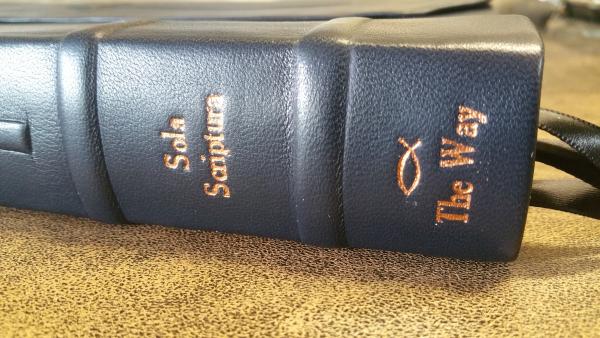 Sola
Scriptura
The Way